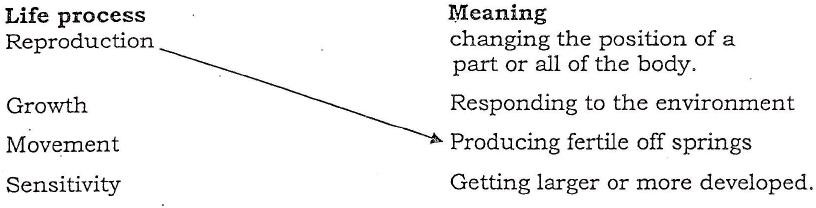 Life process
Meaning
Reproduction
changing the position of a
part or all of the body.
Growth
Responding to the environment
Movement
Producing fertile off springs
Sensitivity
Getting larger or more developed.